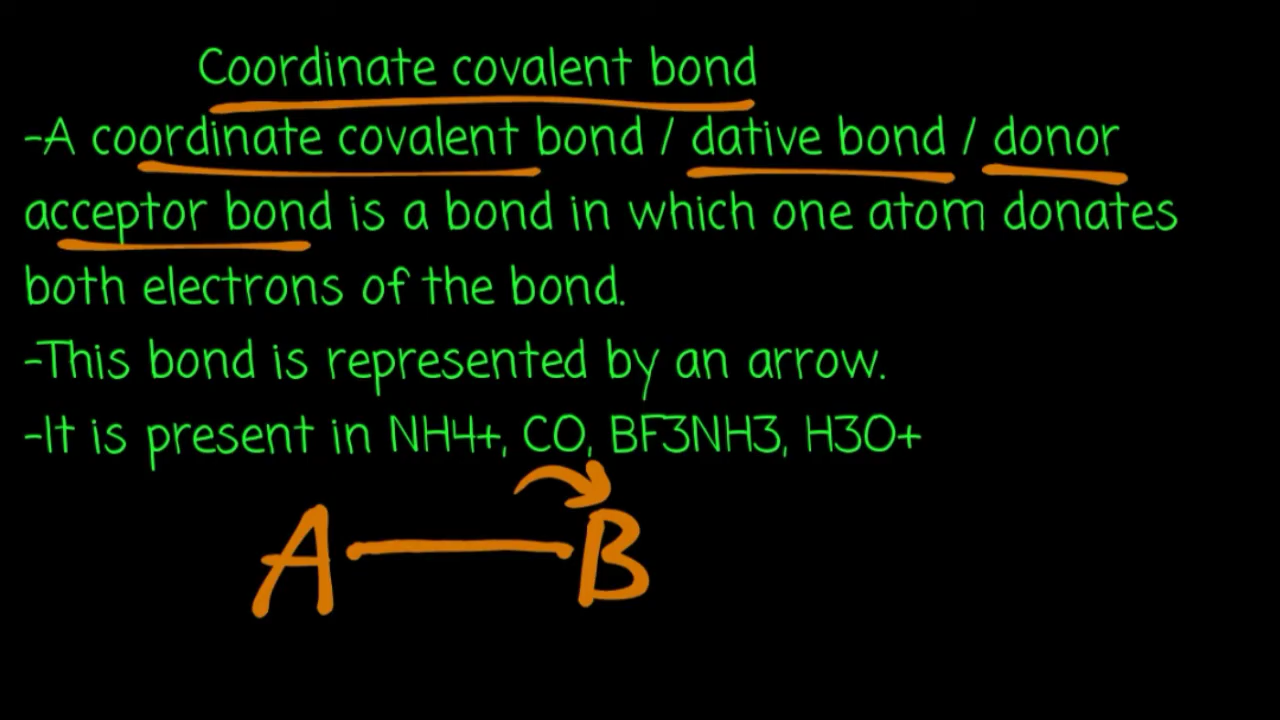 Coordinate covalent bond
-A coordinate covalent bond / dative bond / donor
acceptor bond is a bond in which one atom donates
both electrons of the bond.
-This bond is represented by an arrow.
-It is present in NH4+, CO, BF3NH3, H3O+
A B